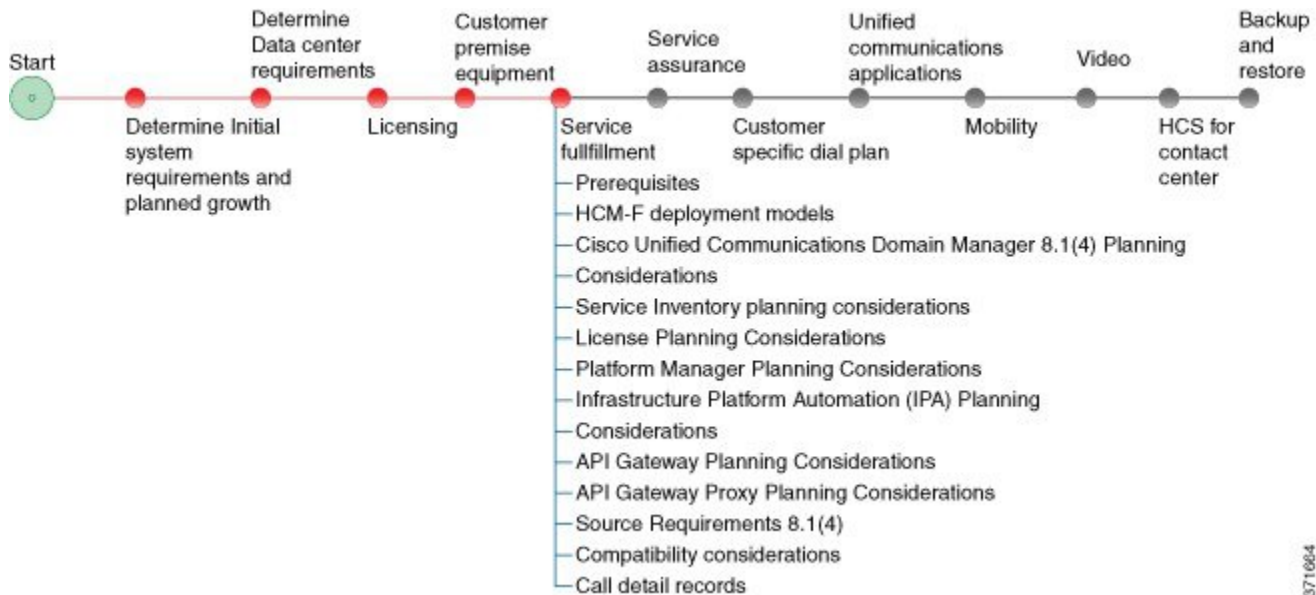 Start
Determine Initial
system
requirements and
planned growth
Determine
Data center
requirements
Licensing
Customer
premise
equipment
Service
fullfillment
Prerequisites
HCM-F deployment models
Cisco Unified Communications Domain Manager 8.1(4) Planning
Considerations
Service Inventory planning considerations
License Planning Considerations
Platform Manager Planning Considerations
Infrastructure Platform Automation (IPA) Planning
Considerations
API Gateway Planning Considerations
API Gateway Proxy Planning Considerations
Source Requirements 8.1(4)
Compatibility considerations
Call detail records
Service
assurance
Customer
specific dial plan
Unified
communications
applications
Mobility
Video
HCS for
contact
center
Backup
and
restore
371664